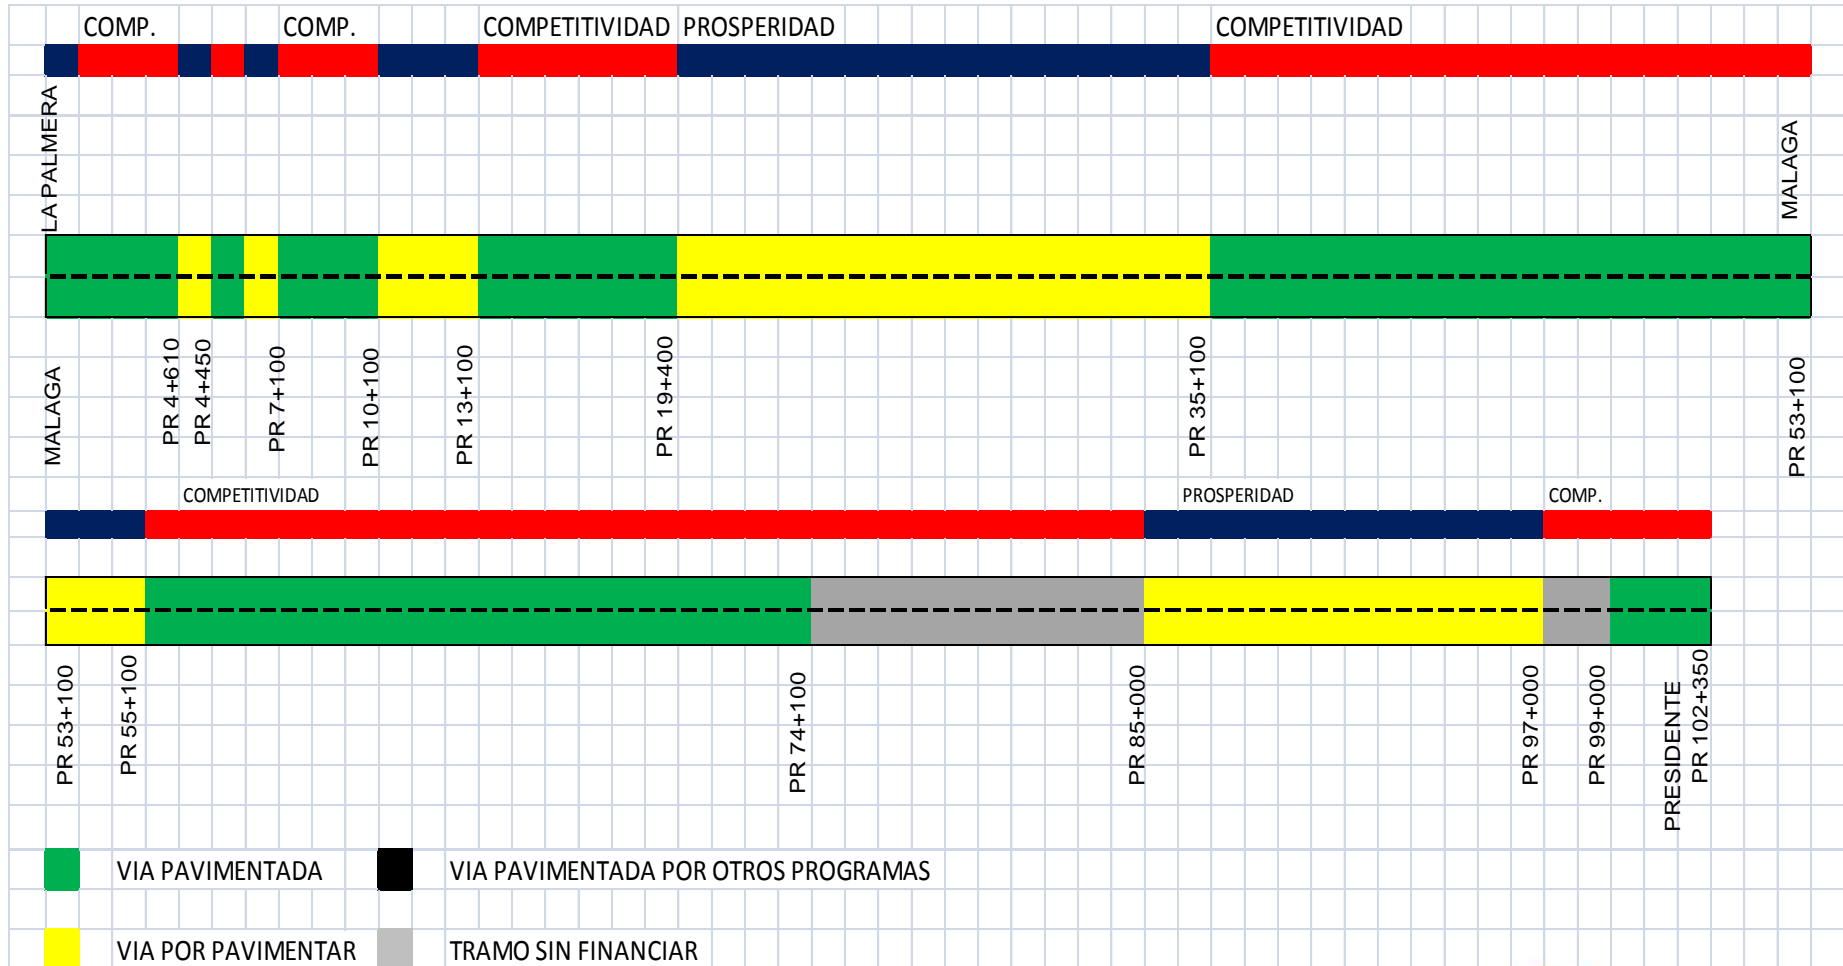 COMP.
COMP.
COMPETITIVIDAD
PROSPERIDAD
COMPETITIVIDAD
LA PALMERA
MALAGA
MALAGA
PR 4+610
PR 4+450
PR 7+100
PR 10+100
PR 13+100
PR 19+400
PR 35+100
PR 53+100
COMPETITIVIDAD
PROSPERIDAD
COMP.
PR 53+100
PR 55+100
PR 74+100
PR 85+000
PR 97+000
PR 99+000
PRESIDENTE
PR 102+350
VIA PAVIMENTADA
VIA PAVIMENTADA POR OTROS PROGRAMAS
VIA POR PAVIMENTAR
TRAMO SIN FINANCIAR